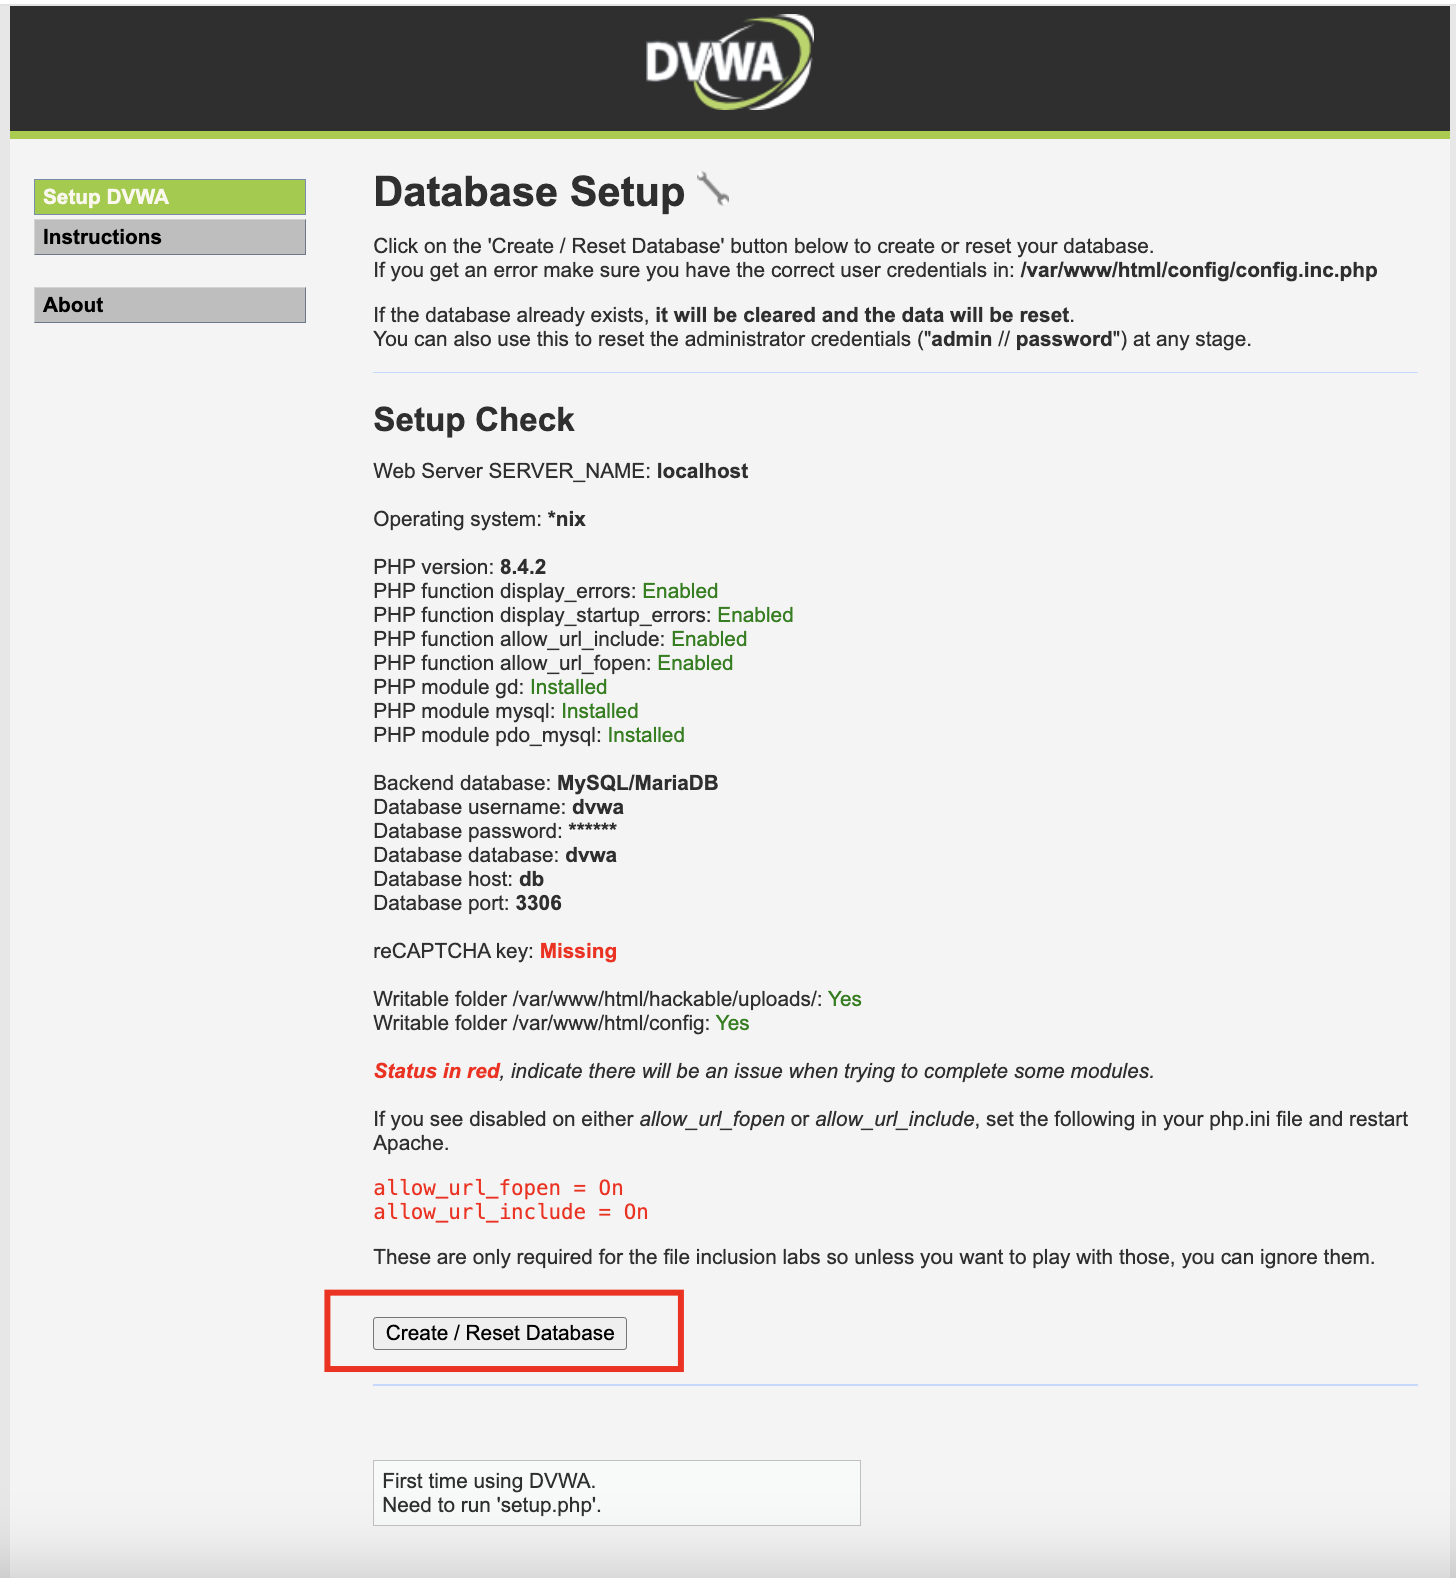 DVWA
Setup DVWA
Instructions
About
Database Setup
Click on the 'Create / Reset Database' button below to create or reset your database.
If you get an error make sure you have the correct user credentials in: /var/www/html/config/config.inc.php
If the database already exists, it will be cleared and the data will be reset.
You can also use this to reset the administrator credentials ("admin // password") at any stage.
Setup Check
Web Server SERVER_NAME: localhost
Operating system: *nix
PHP version: 8.4.2
PHP function display_errors: Enabled
PHP function display_startup_errors: Enabled
PHP function allow_url_include: Enabled
PHP function allow_url_fopen: Enabled
PHP module gd: Installed
PHP module mysql: Installed
PHP module pdo_mysql: Installed
Backend database: MySQL/MariaDB
Database username: dvwa
Database password: ******
Database database: dvwa
Database host: db
Database port: 3306
reCAPTCHA key: Missing
Writable folder /var/www/html/hackable/uploads/: Yes
Writable folder /var/www/html/config: Yes
Status in red, indicate there will be an issue when trying to complete some modules.
If you see disabled on either allow_url_fopen or allow_url_include, set the following in your php.ini file and restart
Apache.
allow_url_fopen = On
allow_url_include = On
These are only required for the file inclusion labs so unless you want to play with those, you can ignore them.
Create / Reset Database
First time using DVWA.
Need to run 'setup.php'.